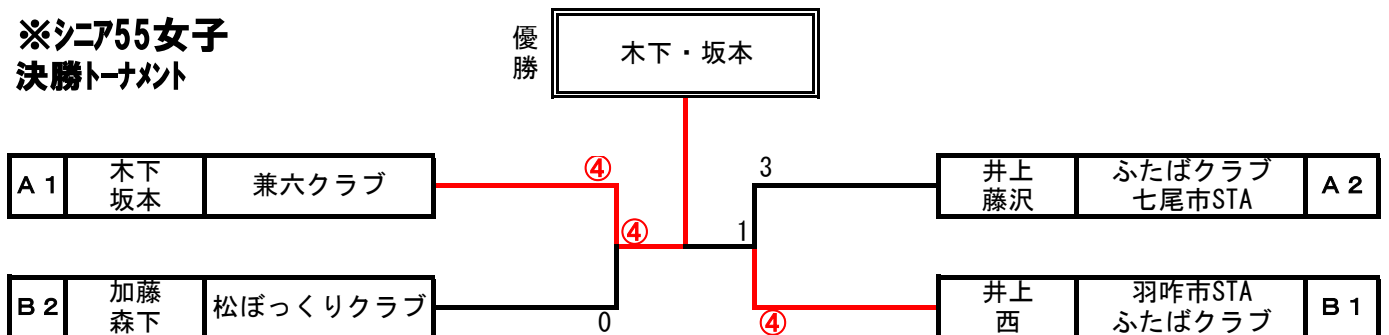 ※シニア55女子
決勝トーナメント
優勝
木下・坂本
A 1
木下
坂本
兼六クラブ
④
④
1
3
井上
藤沢
ふたばクラブ
七尾市STA
A 2
B 2
加藤
森下
松ぼっくりクラブ
0
④
井上
西
羽咋市STA
ふたばクラブ
B 1